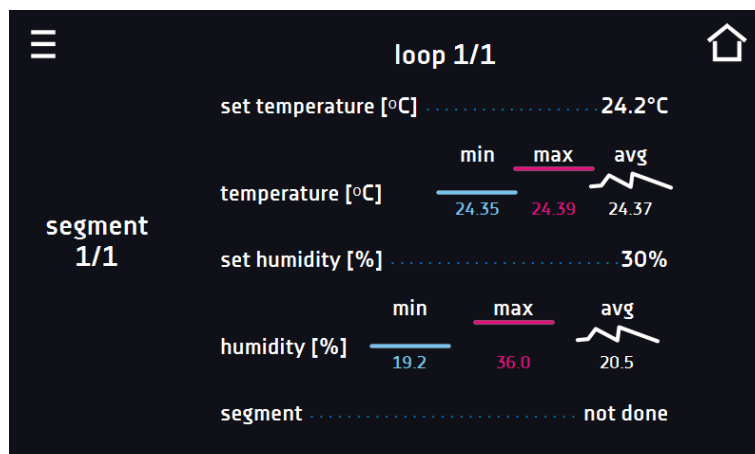 loop 1/1
set temperature [°C] ..................... 24.2°C
min max avg
temperature [°C]
24.35 24.39 24.37
segment
1/1
set humidity [%] ............................ 30%
min max avg
humidity [%]
19.2 36.0 20.5
segment ................................ not done